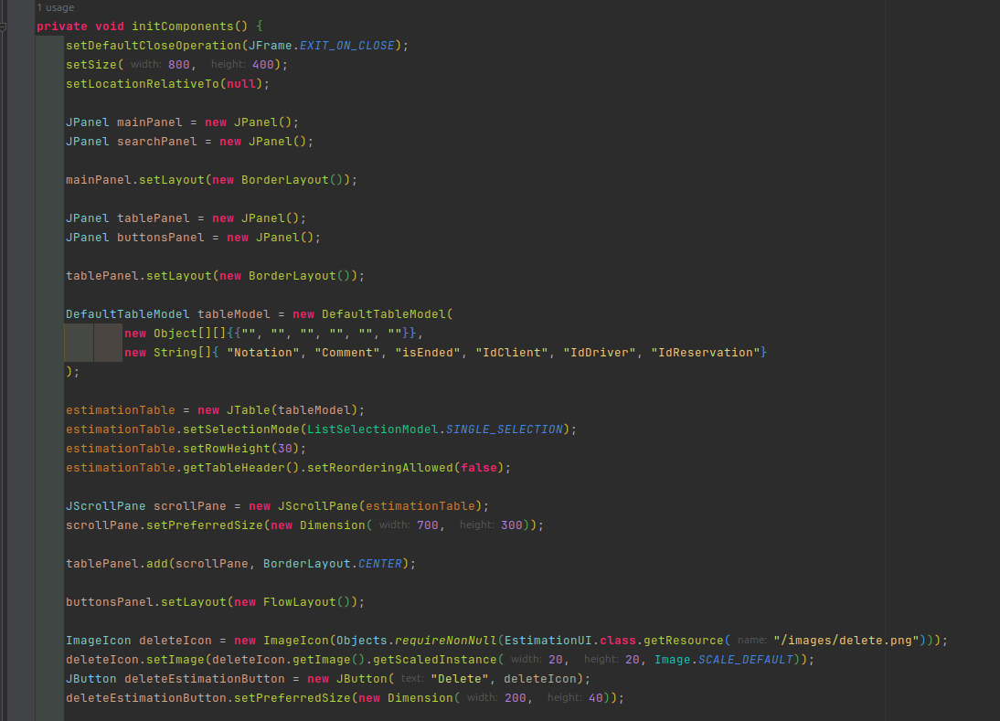 1 usage
private void initComponents() {
setDefaultCloseOperation(JFrame.EXIT_ON_CLOSE);
setSize( width: 800, height: 400);
setLocationRelativeTo(null);
JPanel mainPanel = new JPanel();
JPanel searchPanel = new JPanel();
mainPanel.setLayout(new BorderLayout());
JPanel tablePanel = new JPanel();
JPanel buttonsPanel = new JPanel();
tablePanel.setLayout(new BorderLayout());
DefaultTableModel tableModel = new DefaultTableModel(
new Object[][]{{"", "", "", "", "", ""}},
new String[]{ "Notation", "Comment", "isEnded", "IdClient", "IdDriver", "IdReservation"}
);
estimationTable = new JTable(tableModel);
estimationTable.setSelectionMode(ListSelectionModel.SINGLE_SELECTION);
estimationTable.setRowHeight(30);
estimationTable.getTableHeader().setReorderingAllowed(false);
JScrollPane scrollPane = new JScrollPane(estimationTable);
scrollPane.setPreferredSize(new Dimension( width: 700, height: 300));
tablePanel.add(scrollPane, BorderLayout.CENTER);
buttonsPanel.setLayout(new FlowLayout());
ImageIcon deleteIcon = new ImageIcon(Objects.requireNonNull(EstimationUI.class.getResource( name: "/images/delete.png")));
deleteIcon.setImage(deleteIcon.getImage().getScaledInstance( width: 20, height: 20, Image.SCALE_DEFAULT));
JButton deleteEstimationButton = new JButton( text: "Delete", deleteIcon);
deleteEstimationButton.setPreferredSize(new Dimension( width: 200, height: 40));